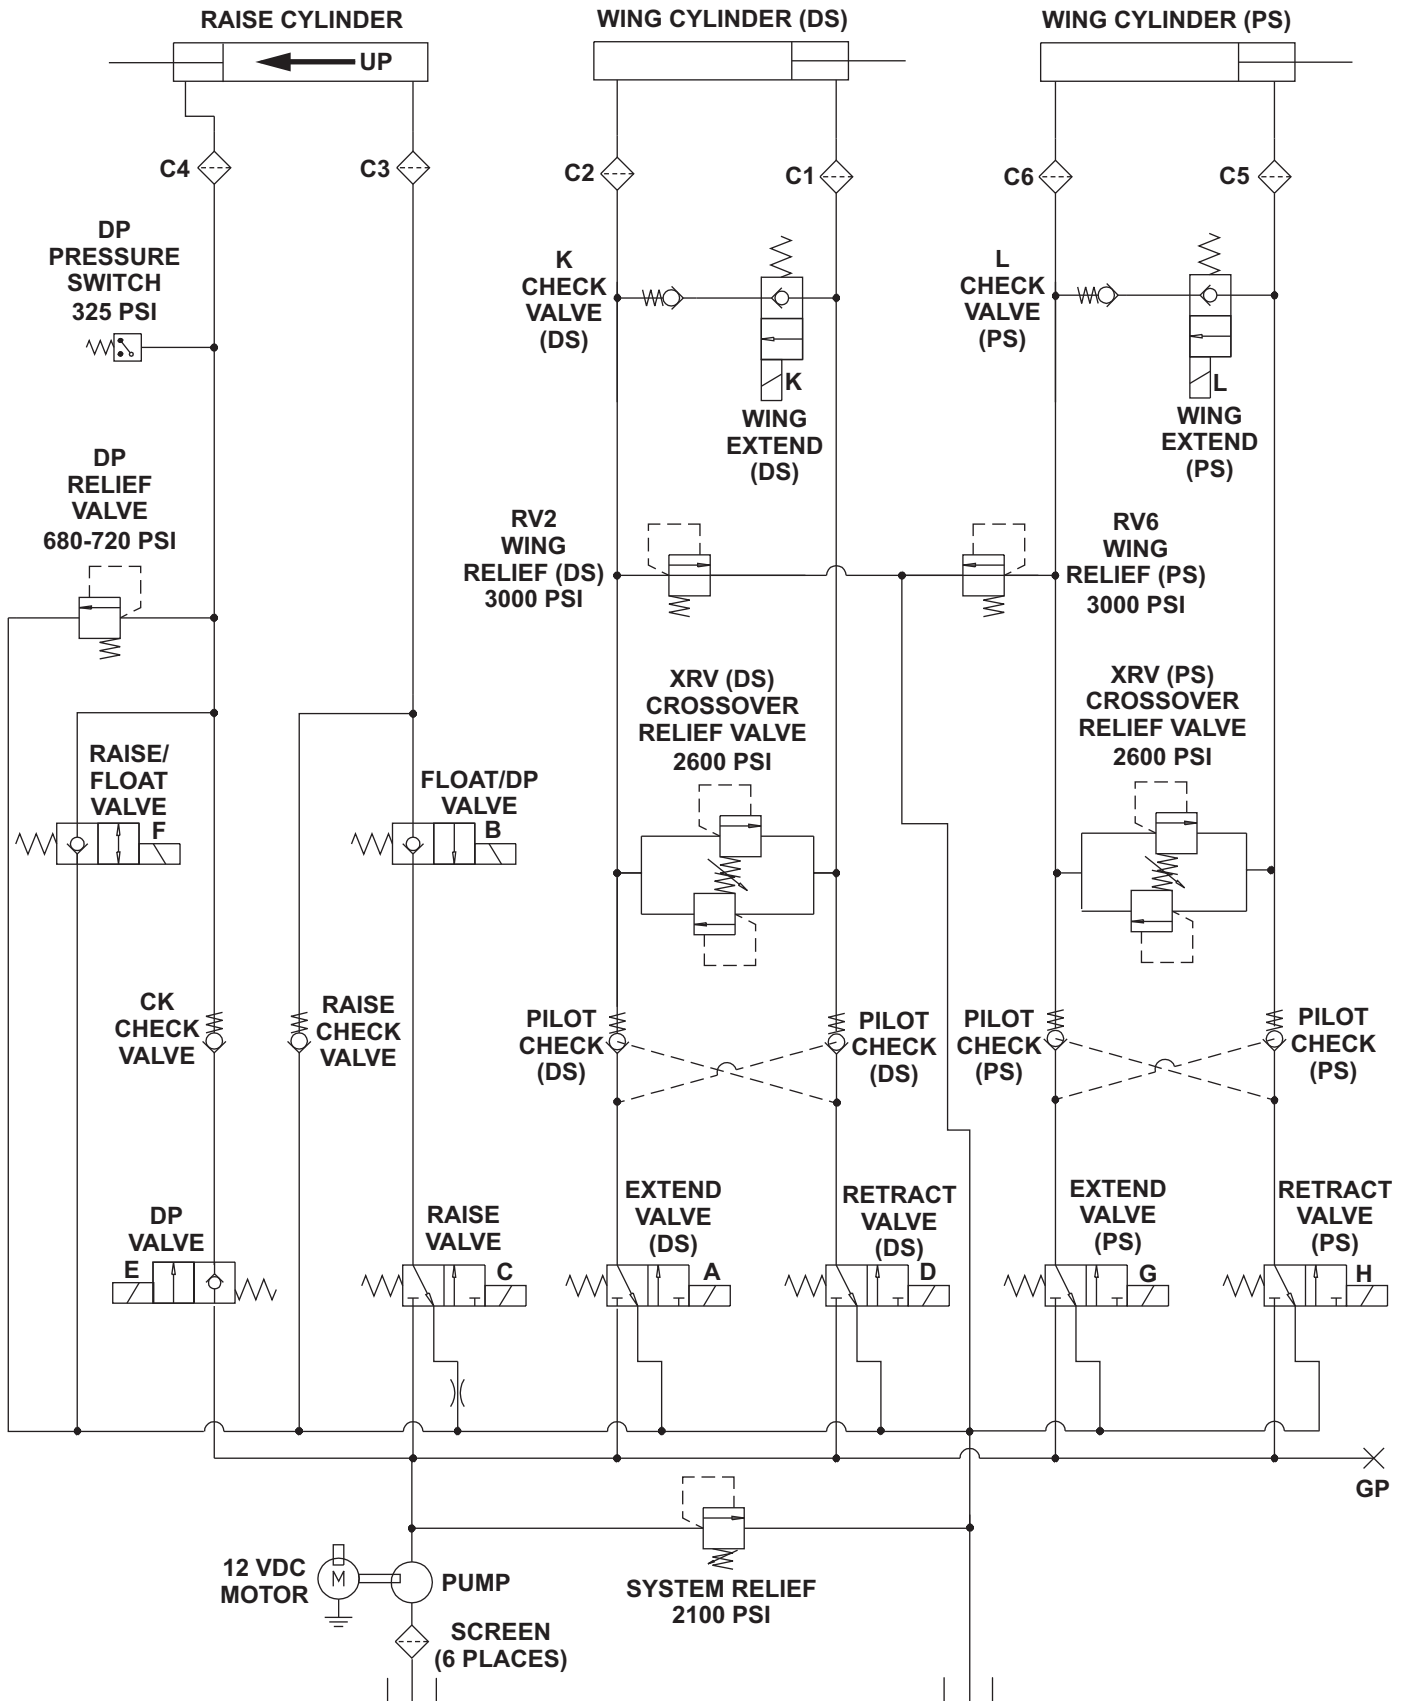 RAISE CYLINDER
WING CYLINDER (DS)
WING CYLINDER (PS)
UP
C4
C3
C2
C1
C6
C5
DP
PRESSURE
SWITCH
325 PSI
K
CHECK
VALVE
(DS)
K
WING
EXTEND
(DS)
L
CHECK
VALVE
(PS)
L
WING
EXTEND
(PS)
DP
RELIEF
VALVE
680-720 PSI
RV2
WING
RELIEF (DS)
3000 PSI
RV6
WING
RELIEF (PS)
3000 PSI
XRV (DS)
CROSSOVER
RELIEF VALVE
2600 PSI
XRV (PS)
CROSSOVER
RELIEF VALVE
2600 PSI
RAISE/
FLOAT
VALVE
F
FLOAT/DP
VALVE
B
CK
CHECK
VALVE
RAISE
CHECK
VALVE
PILOT
CHECK
(DS)
PILOT
CHECK
(DS)
PILOT
CHECK
(PS)
PILOT
CHECK
(PS)
DP
VALVE
E
RAISE
VALVE
C
EXTEND
VALVE
(DS)
A
RETRACT
VALVE
(DS)
D
EXTEND
VALVE
(PS)
G
RETRACT
VALVE
(PS)
H
GP
12 VDC
MOTOR
M
PUMP
SYSTEM RELIEF
2100 PSI
SCREEN
(6 PLACES)